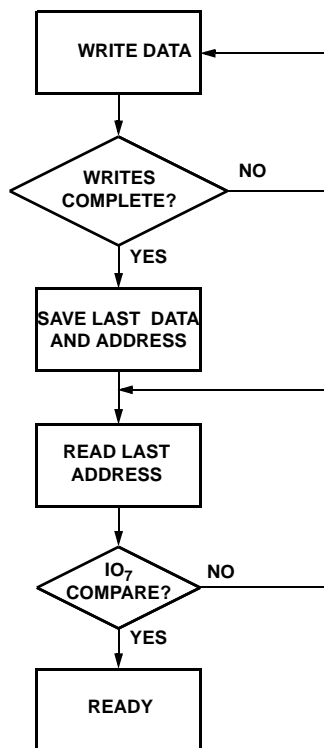 WRITE DATA
WRITES
COMPLETE?
NO
YES
SAVE LAST DATA
AND ADDRESS
READ LAST
ADDRESS
IO₇
COMPARE?
NO
YES
READY